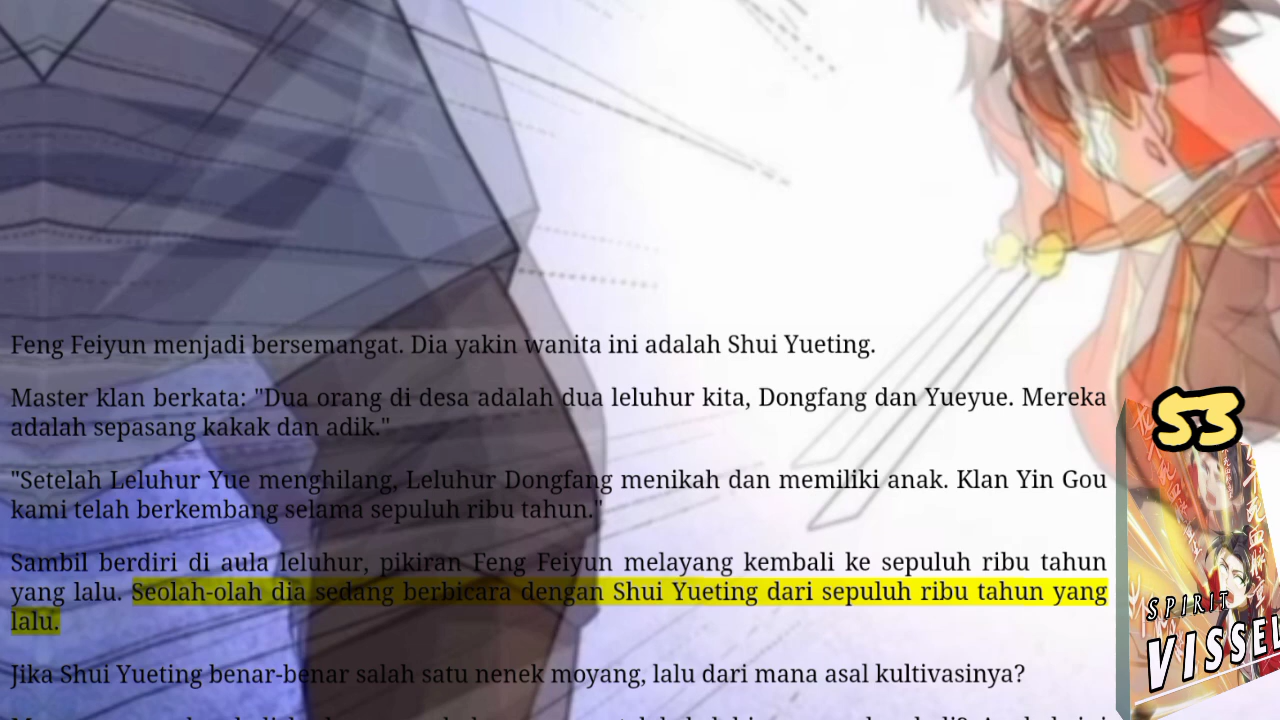 Feng Feiyun menjadi bersemangat. Dia yakin wanita ini adalah Shui Yueting.
Master klan berkata: "Dua orang di desa adalah dua leluhur kita, Dongfang dan Yueyue. Mereka
adalah sepasang kakak dan adik."
"Setelah Leluhur Yue menghilang, Leluhur Dongfang menikah dan memiliki anak. Klan Yin Gou
kami telah berkembang selama sepuluh ribu tahun."
Sambil berdiri di aula leluhur, pikiran Feng Feiyun melayang kembali ke sepuluh ribu tahun
yang lalu. Seolah-olah dia sedang berbicara dengan Shui Yueting dari sepuluh ribu tahun yang
lalu.
Jika Shui Yueting benar-benar salah satu nenek moyang, lalu dari mana asal kultivasinya?
53
SPIRIT
VISSEL